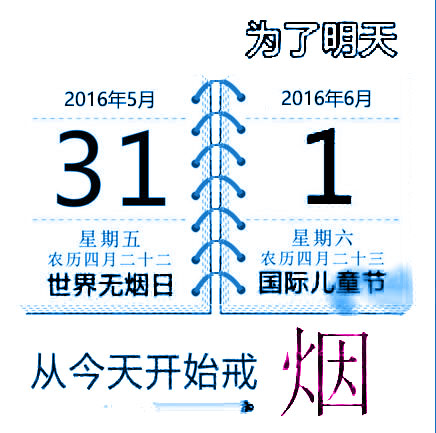 为了明天
2016年5月
31
星期五
农历四月二十二
世界无烟日
2016年6月
1
星期六
农历四月二十三
国际儿童节
从今天开始戒 烟